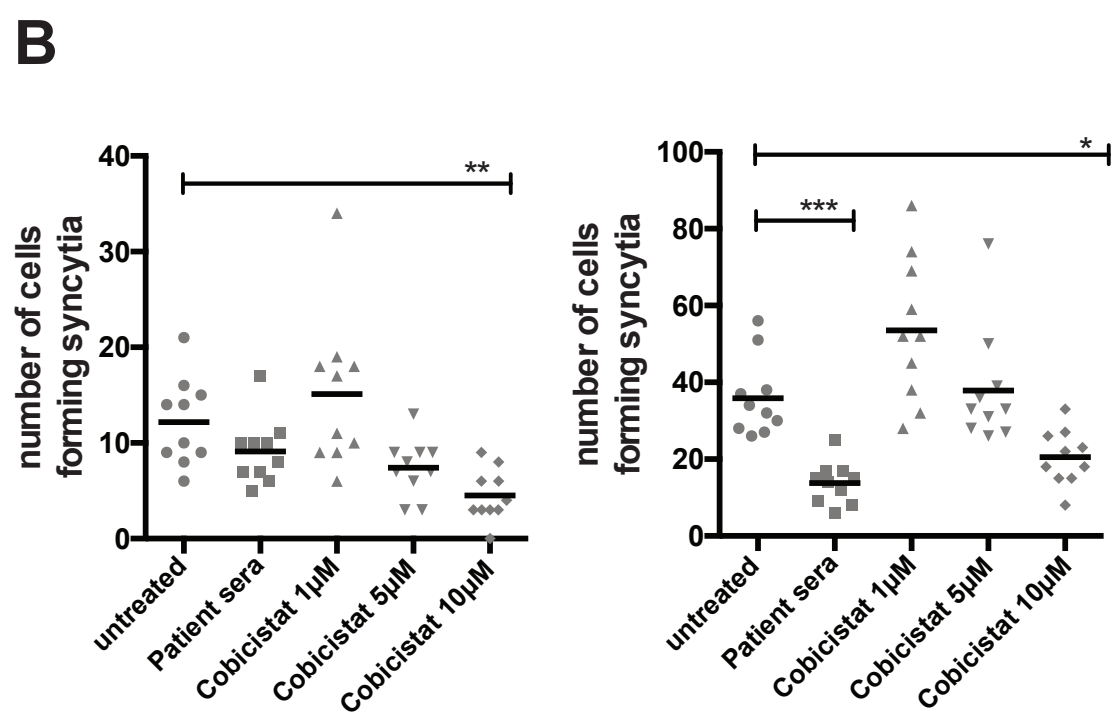 B
number of cells
forming syncytia
40
30
20
10
0
**
untreated
Patient sera
Cobicistat 1µM
Cobicistat 5µM
Cobicistat 10µM
number of cells
forming syncytia
100
80
60
40
20
0
*
***
untreated
Patient sera
Cobicistat 1µM
Cobicistat 5µM
Cobicistat 10µM